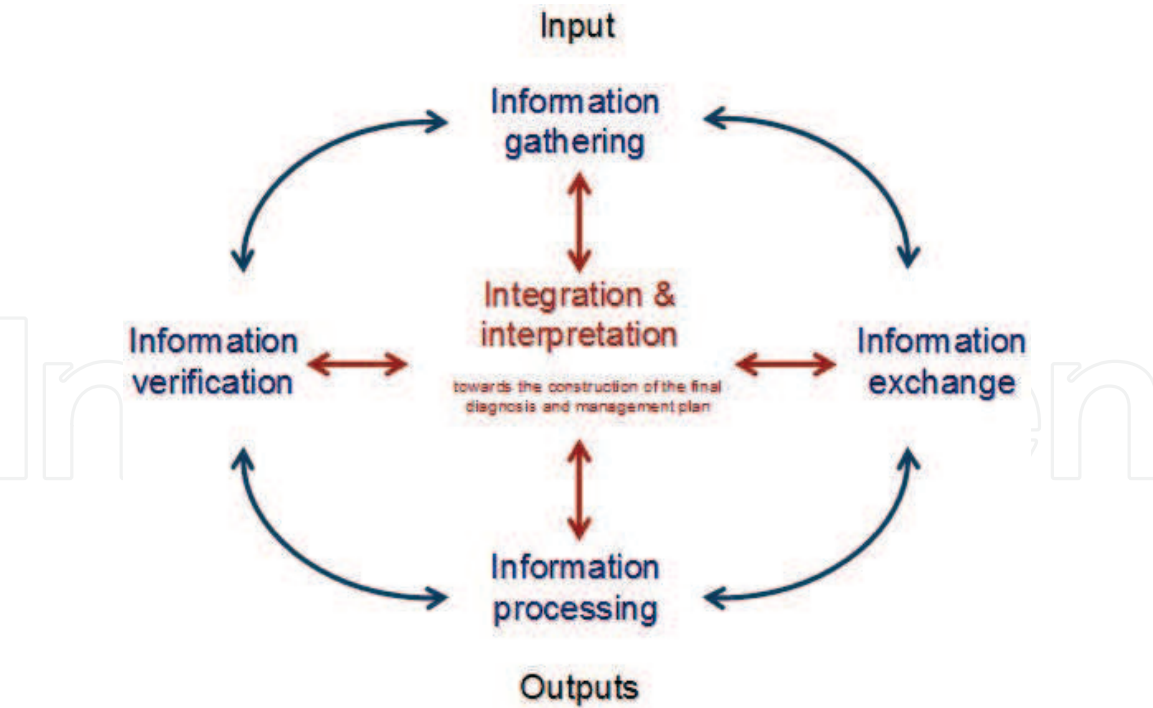 Input
Information
gathering
Integration &
interpretation
Information
verification
Information
exchange
towards the construction of the final
diagnosis and management plan
Information
processing
Outputs